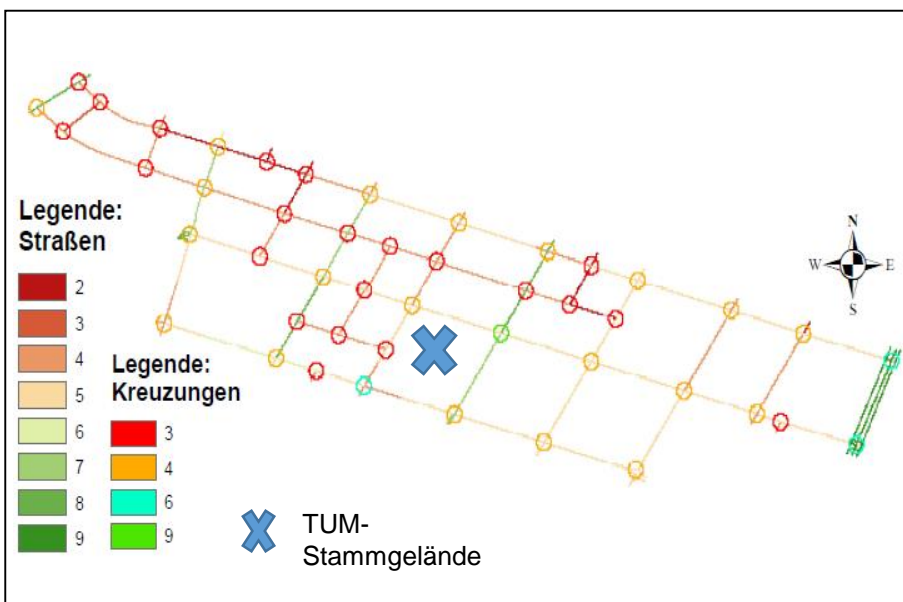 Legende:
Straßen
2
3
4
5
6
7
8
9
Legende:
Kreuzungen
3
4
6
9
TUM-
Stammgelände
N
W E
S